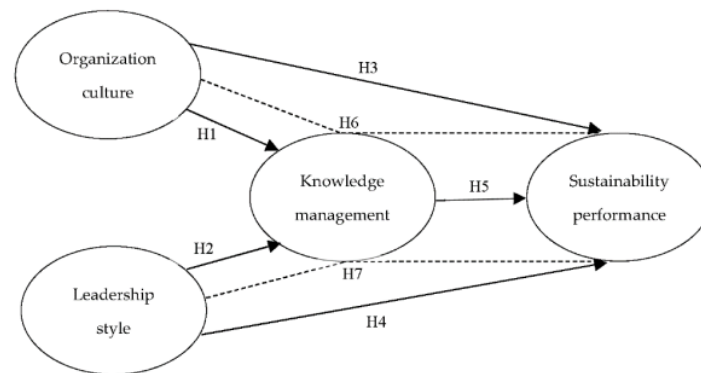 Organization
culture
H3
H1
H6
Knowledge
management
H5
Sustainability
performance
H2
H7
Leadership
style
H4